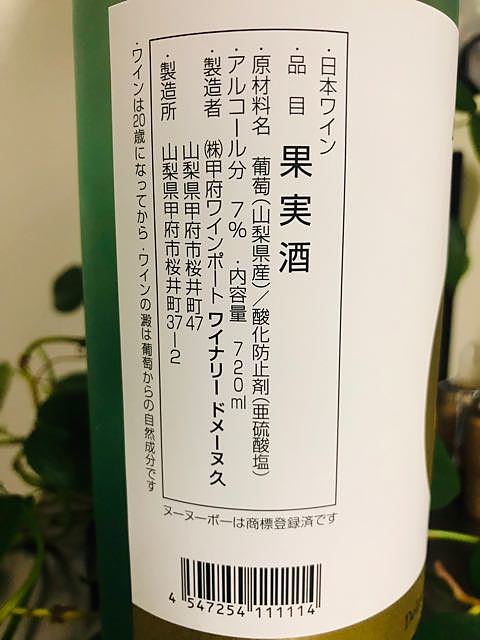 ・日本ワイン
・品目 果実酒
・原材料名 葡萄(山梨県産)／酸化防止剤(亜硫酸塩)
・アルコール分 7% ・内容量 720ml
・製造者 ㈱甲府ワインポート ワイナリー ドメーヌ久
山梨県甲府市桜井町47
・製造所 山梨県甲府市桜井町37-2
・ワインは20歳になってから・ワインの澱は葡萄からの自然成分です
ヌーヌーボーは商標登録済です
4 547254 111114